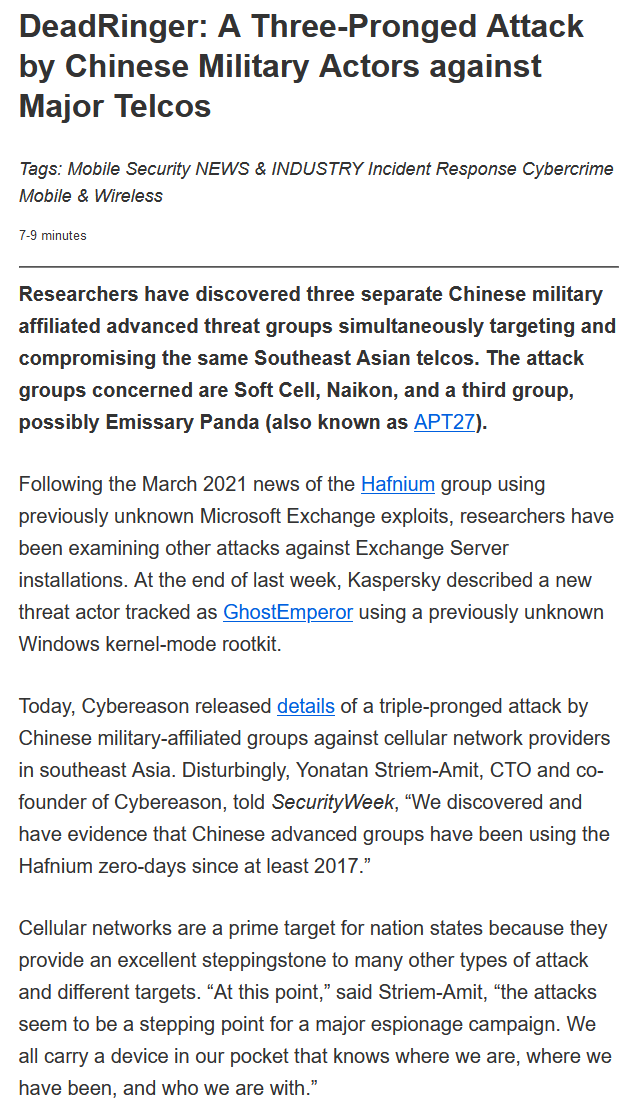 DeadRinger: A Three-Pronged Attack
by Chinese Military Actors against
Major Telcos
Tags: Mobile Security NEWS & INDUSTRY Incident Response Cybercrime
Mobile & Wireless
7-9 minutes
Researchers have discovered three separate Chinese military
affiliated advanced threat groups simultaneously targeting and
compromising the same Southeast Asian telcos. The attack
groups concerned are Soft Cell, Naikon, and a third group,
possibly Emissary Panda (also known as APT27).
Following the March 2021 news of the Hafnium group using
previously unknown Microsoft Exchange exploits, researchers have
been examining other attacks against Exchange Server
installations. At the end of last week, Kaspersky described a new
threat actor tracked as GhostEmperor using a previously unknown
Windows kernel-mode rootkit.
Today, Cybereason released details of a triple-pronged attack by
Chinese military-affiliated groups against cellular network providers
in southeast Asia. Disturbingly, Yonatan Striem-Amit, CTO and co-
founder of Cybereason, told SecurityWeek, “We discovered and
have evidence that Chinese advanced groups have been using the
Hafnium zero-days since at least 2017.”
Cellular networks are a prime target for nation states because they
provide an excellent steppingstone to many other types of attack
and different targets. “At this point,” said Striem-Amit, “the attacks
seem to be a stepping point for a major espionage campaign. We
all carry a device in our pocket that knows where we are, where we
have been, and who we are with.”